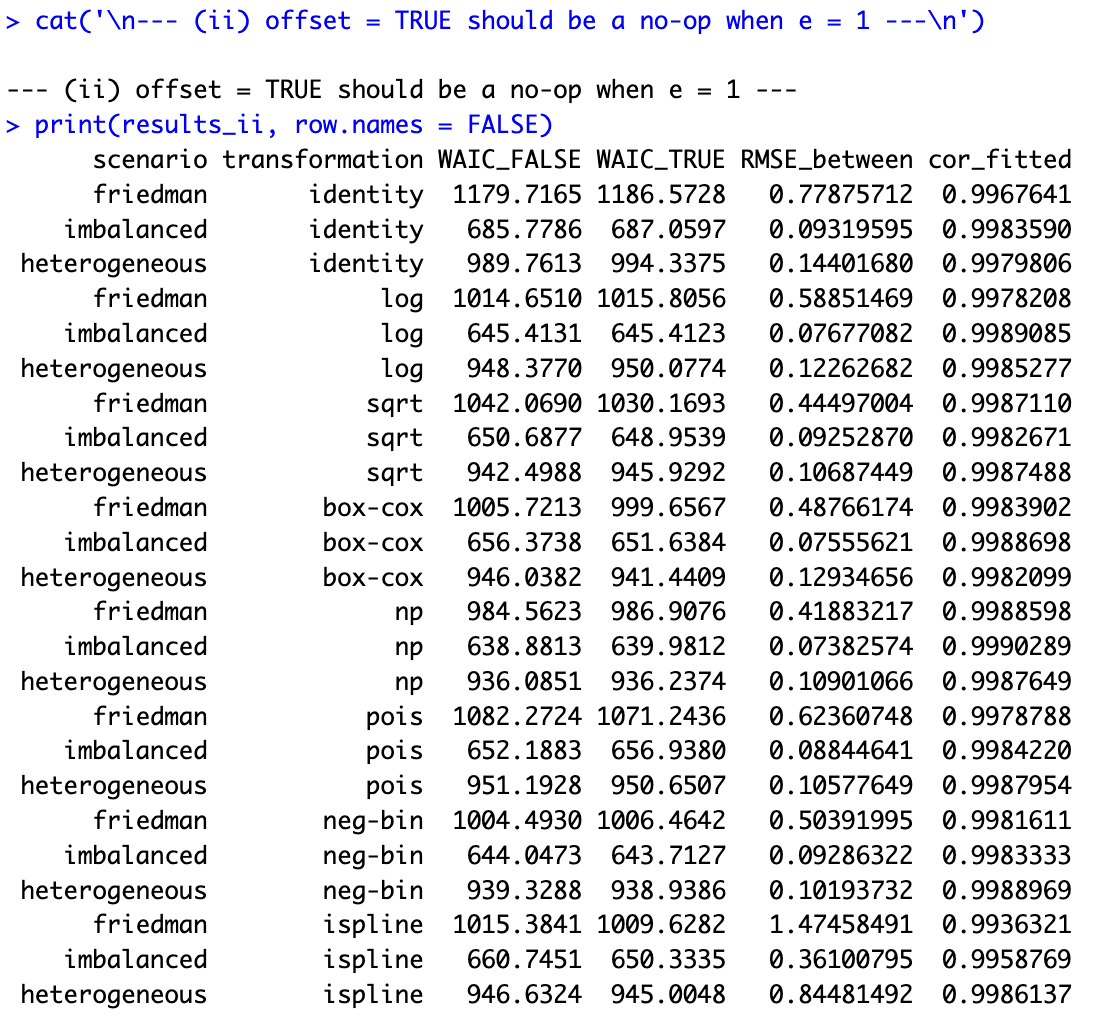 > cat('\n--- (ii) offset = TRUE should be a no-op when e = 1 ---\n')
--- (ii) offset = TRUE should be a no-op when e = 1 ---
> print(results_ii, row.names = FALSE)
scenario transformation WAIC_FALSE WAIC_TRUE RMSE_between cor_fitted
friedman identity 1179.7165 1186.5728 0.77875712 0.9967641
imbalanced identity 685.7786 687.0597 0.09319595 0.9983590
heterogeneous identity 989.7613 994.3375 0.14401680 0.9979806
friedman log 1014.6510 1015.8056 0.58851469 0.9978208
imbalanced log 645.4131 645.4123 0.07677082 0.9989085
heterogeneous log 948.3770 950.0774 0.12262682 0.9985277
friedman sqrt 1042.0690 1030.1693 0.44497004 0.9987110
imbalanced sqrt 650.6877 648.9539 0.09252870 0.9982671
heterogeneous sqrt 942.4988 945.9292 0.10687449 0.9987488
friedman box-cox 1005.7213 999.6567 0.48766174 0.9983902
imbalanced box-cox 656.3738 651.6384 0.07555621 0.9988698
heterogeneous box-cox 946.0382 941.4409 0.12934656 0.9982099
friedman np 984.5623 986.9076 0.41883217 0.9988598
imbalanced np 638.8813 639.9812 0.07382574 0.9990289
heterogeneous np 936.0851 936.2374 0.10901066 0.9987649
friedman pois 1082.2724 1071.2436 0.62360748 0.9978788
imbalanced pois 652.1883 656.9380 0.08844641 0.9984220
heterogeneous pois 951.1928 950.6507 0.10577649 0.9987954
friedman neg-bin 1004.4930 1006.4642 0.50391995 0.9981611
imbalanced neg-bin 644.0473 643.7127 0.09286322 0.9983333
heterogeneous neg-bin 939.3288 938.9386 0.10193732 0.9988969
friedman ispline 1015.3841 1009.6282 1.47458491 0.9936321
imbalanced ispline 660.7451 650.3335 0.36100795 0.9958769
heterogeneous ispline 946.6324 945.0048 0.84481492 0.9986137